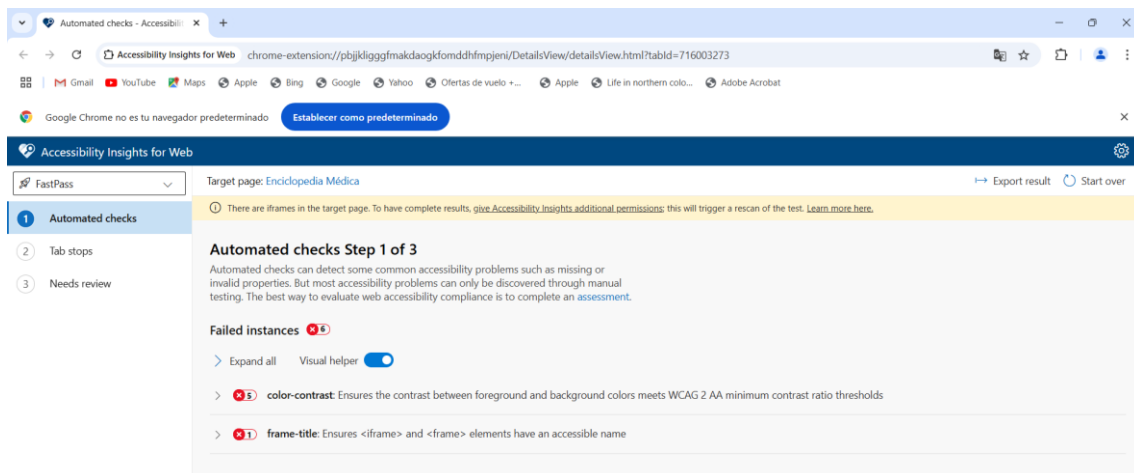 Automated checks - Accessibilit
Accessibility Insights for Web
chrome-extension://pbjjkligggfmakdaogkfomddhfmpjeni/DetailsView/detailsView.html?tabId=716003273
Gmail YouTube Maps Apple Bing Google Yahoo Ofertas de vuelo +... Apple Life in northern colo... Adobe Acrobat
Google Chrome no es tu navegador predeterminado Establecer como predeterminado
Accessibility Insights for Web
FastPass
Target page: Enciclopedia Médica
Export result Start over
1 Automated checks
2 Tab stops
3 Needs review
There are iframes in the target page. To have complete results, give Accessibility Insights additional permissions; this will trigger a rescan of the test. Learn more here.
Automated checks Step 1 of 3
Automated checks can detect some common accessibility problems such as missing or
invalid properties. But most accessibility problems can only be discovered through manual
testing. The best way to evaluate web accessibility compliance is to complete an assessment.
Failed instances 6
Expand all Visual helper
5 color-contrast: Ensures the contrast between foreground and background colors meets WCAG 2 AA minimum contrast ratio thresholds
1 frame-title: Ensures <iframe> and <frame> elements have an accessible name